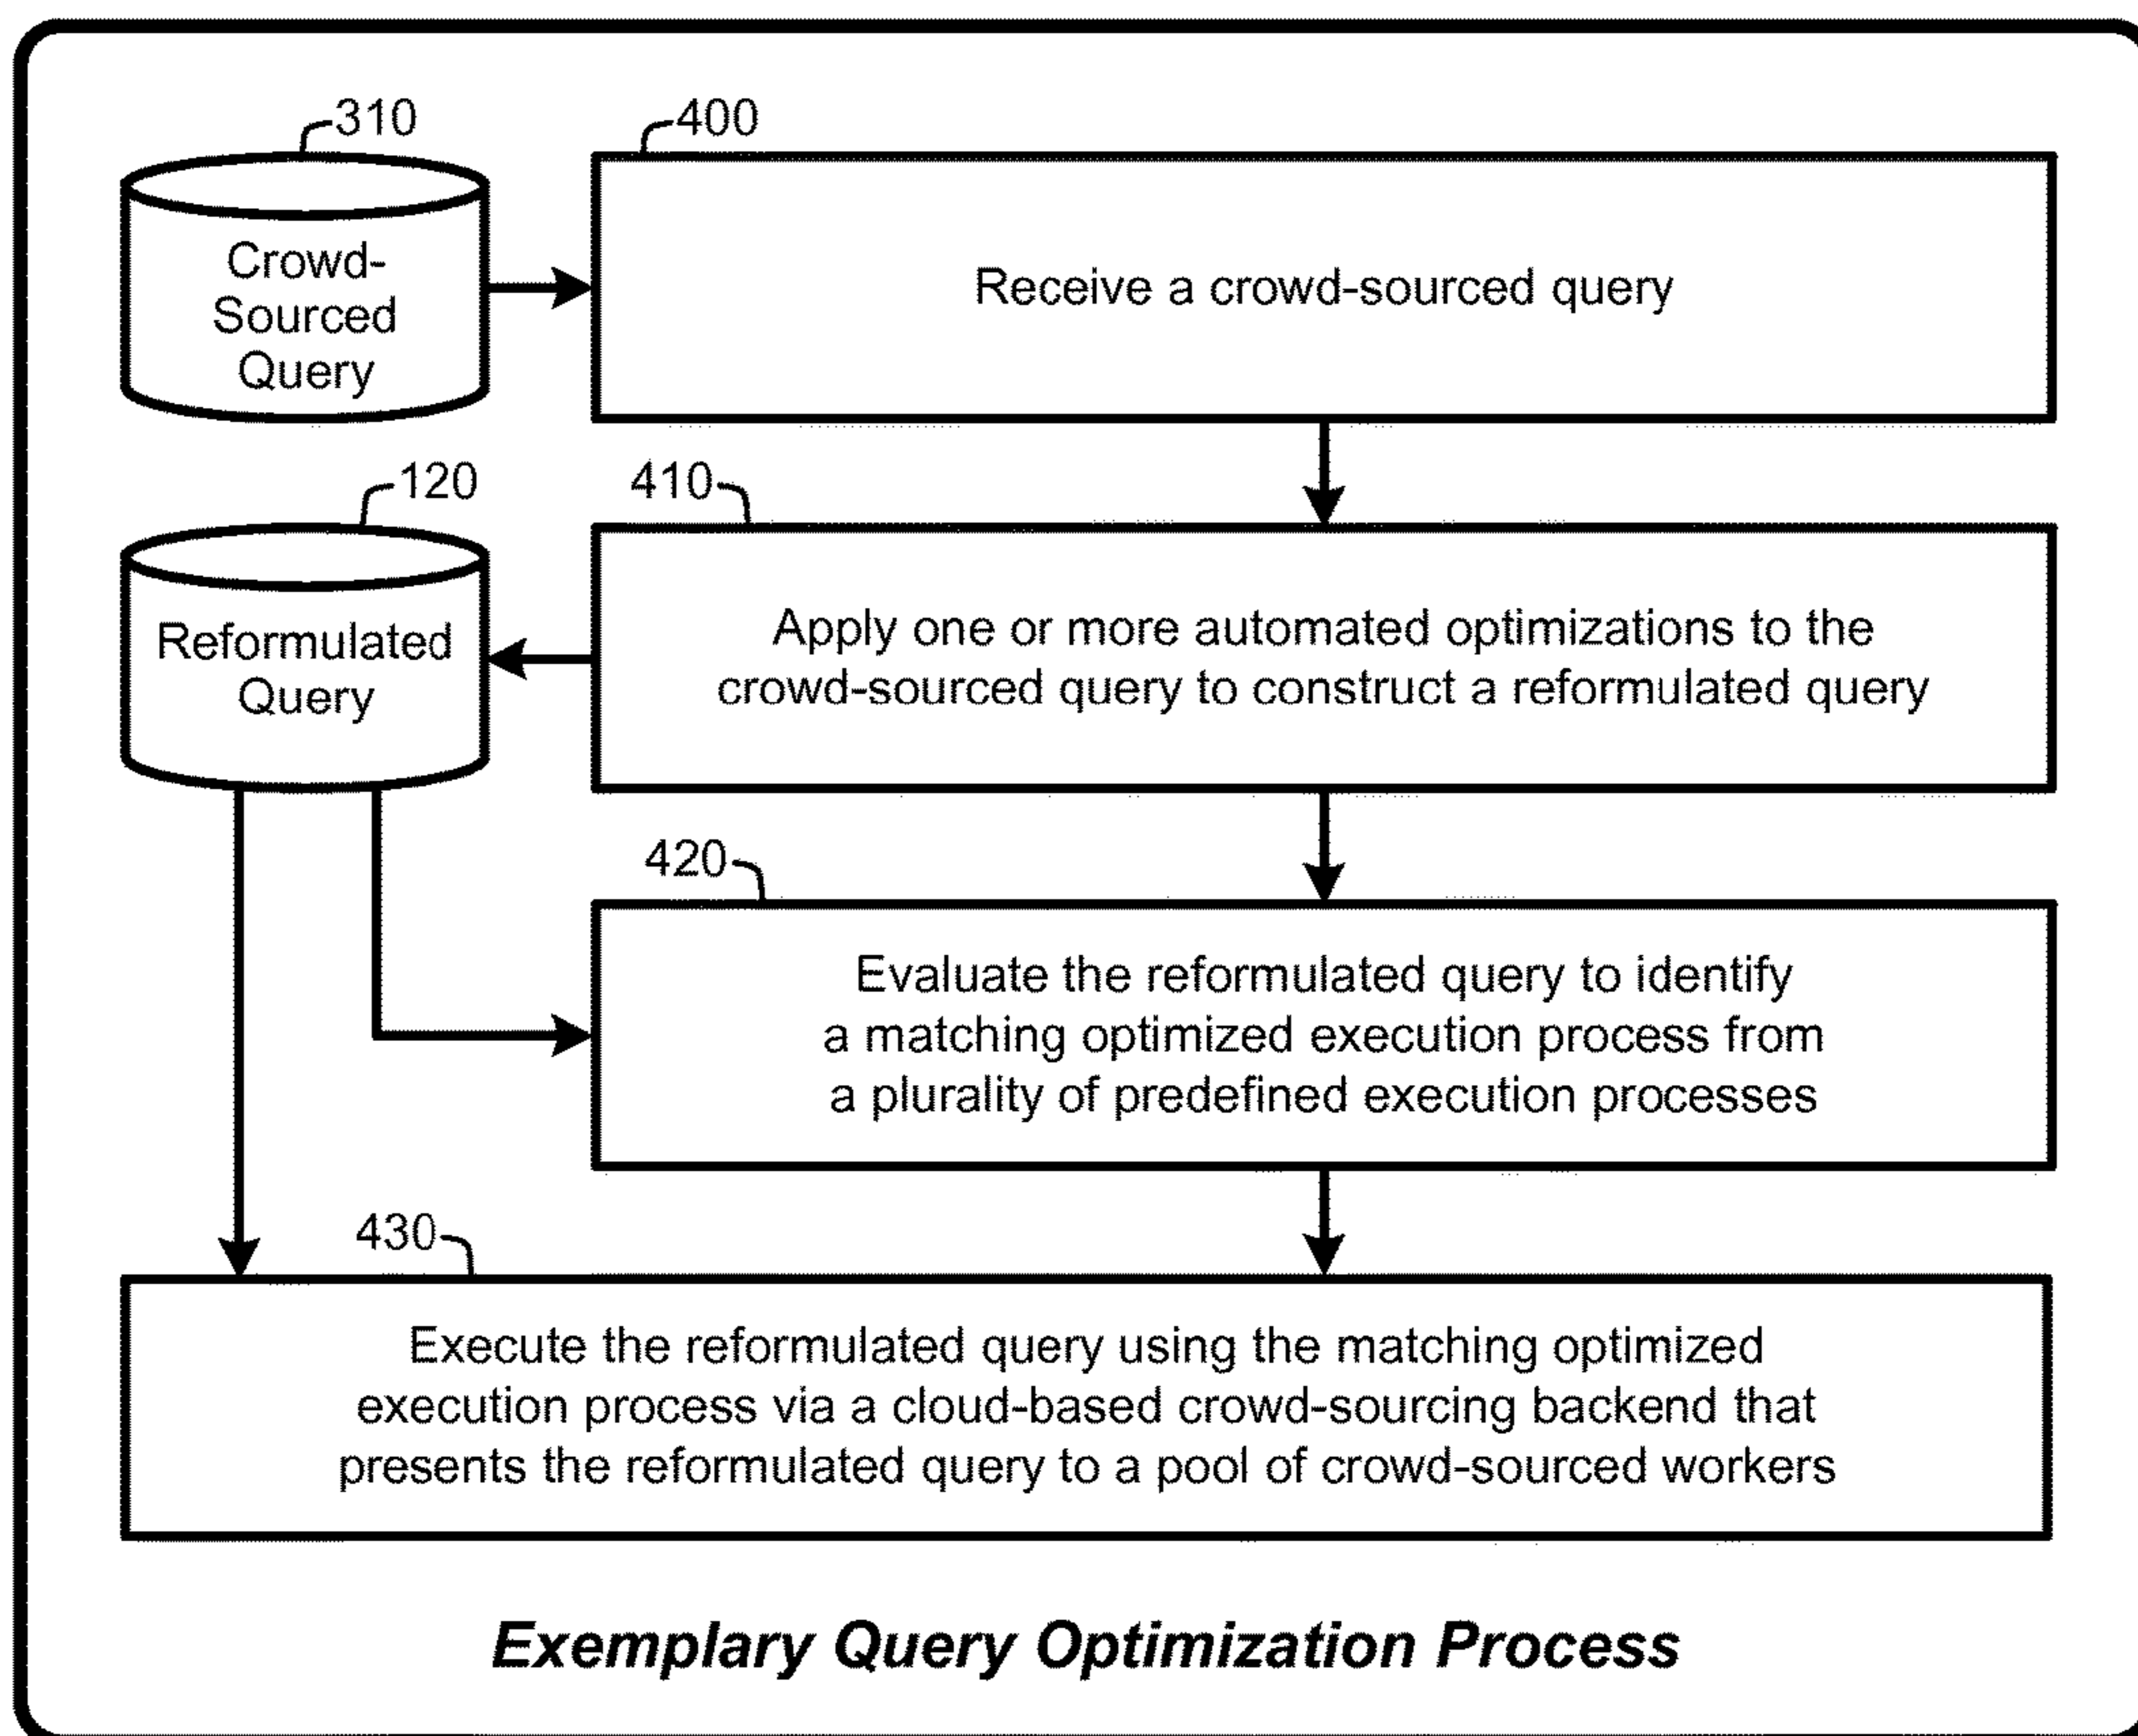 310
400
Crowd-
Sourced
Query
Receive a crowd-sourced query
120
410
Reformulated
Query
Apply one or more automated optimizations to the
crowd-sourced query to construct a reformulated query
420
Evaluate the reformulated query to identify
a matching optimized execution process from
a plurality of predefined execution processes
430
Execute the reformulated query using the matching optimized
execution process via a cloud-based crowd-sourcing backend that
presents the reformulated query to a pool of crowd-sourced workers
Exemplary Query Optimization Process